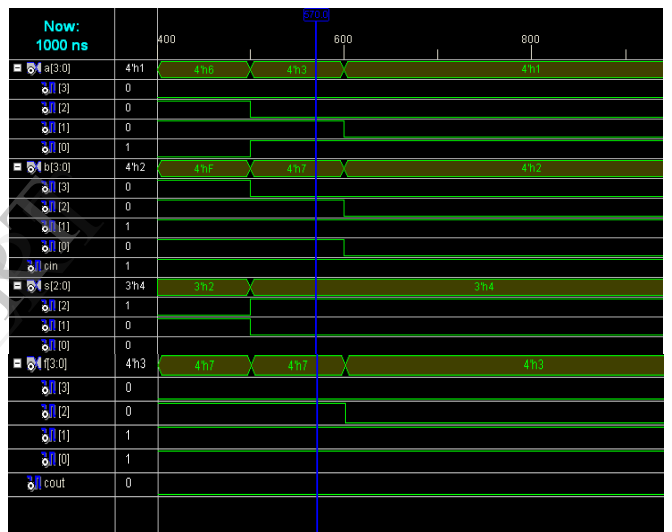 Now:
1000 ns
570.0
400 600 800
a[3:0] 4'h1 4'h6 4'h3 4'h1
[3] 0
[2] 0
[1] 0
[0] 1
b[3:0] 4'h2 4'hF 4'h7 4'h2
[3] 0
[2] 0
[1] 1
[0] 0
cin 1
s[2:0] 3'h4 3'h2 3'h4
[2] 1
[1] 0
[0] 0
f[3:0] 4'h3 4'h7 4'h7 4'h3
[3] 0
[2] 0
[1] 1
[0] 1
cout 0
RT